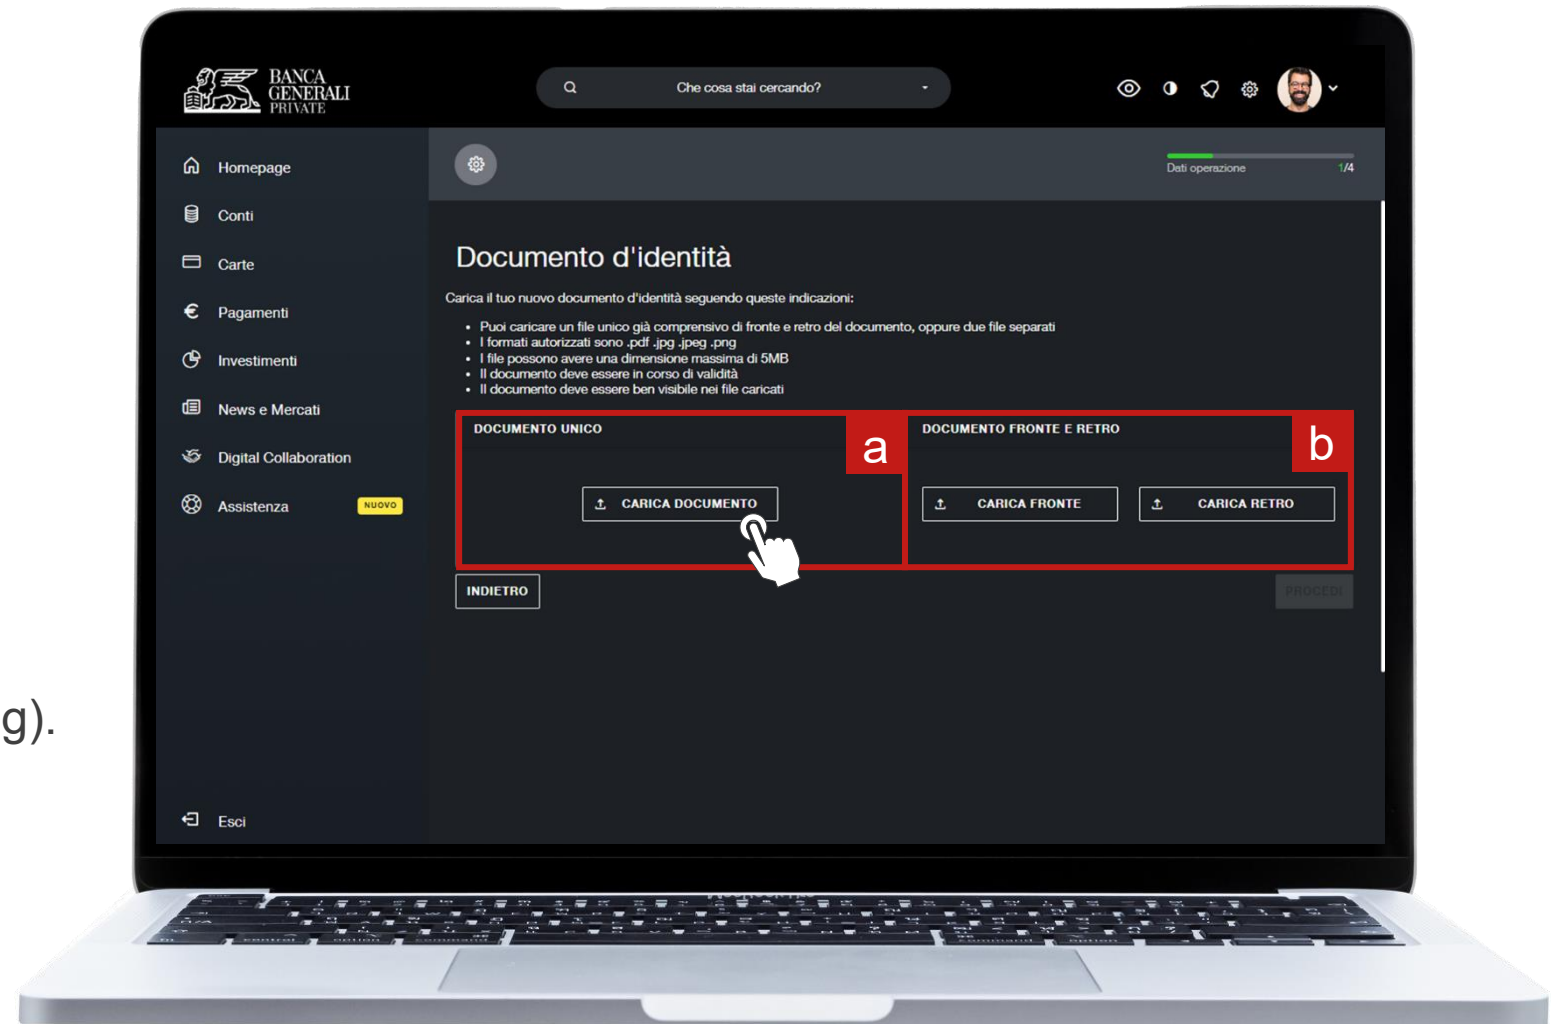 BANCA
GENERALI
PRIVATE
Che cosa stai cercando?
Homepage
Conti
Carte
Pagamenti
Investimenti
News e Mercati
Digital Collaboration
Assistenza
NUOVO
Esci
Dati operazione 1/4
Documento d'identità
Carica il tuo nuovo documento d'identità seguendo queste indicazioni:
• Puoi caricare un file unico già comprensivo di fronte e retro del documento, oppure due file separati
• I formati autorizzati sono .pdf .jpg .jpeg .png
• I file possono avere una dimensione massima di 5MB
• Il documento deve essere in corso di validità
• Il documento deve essere ben visibile nei file caricati
DOCUMENTO UNICO
a
CARICA DOCUMENTO
DOCUMENTO FRONTE E RETRO
b
CARICA FRONTE
CARICA RETRO
INDIETRO
PROCEDI
g).